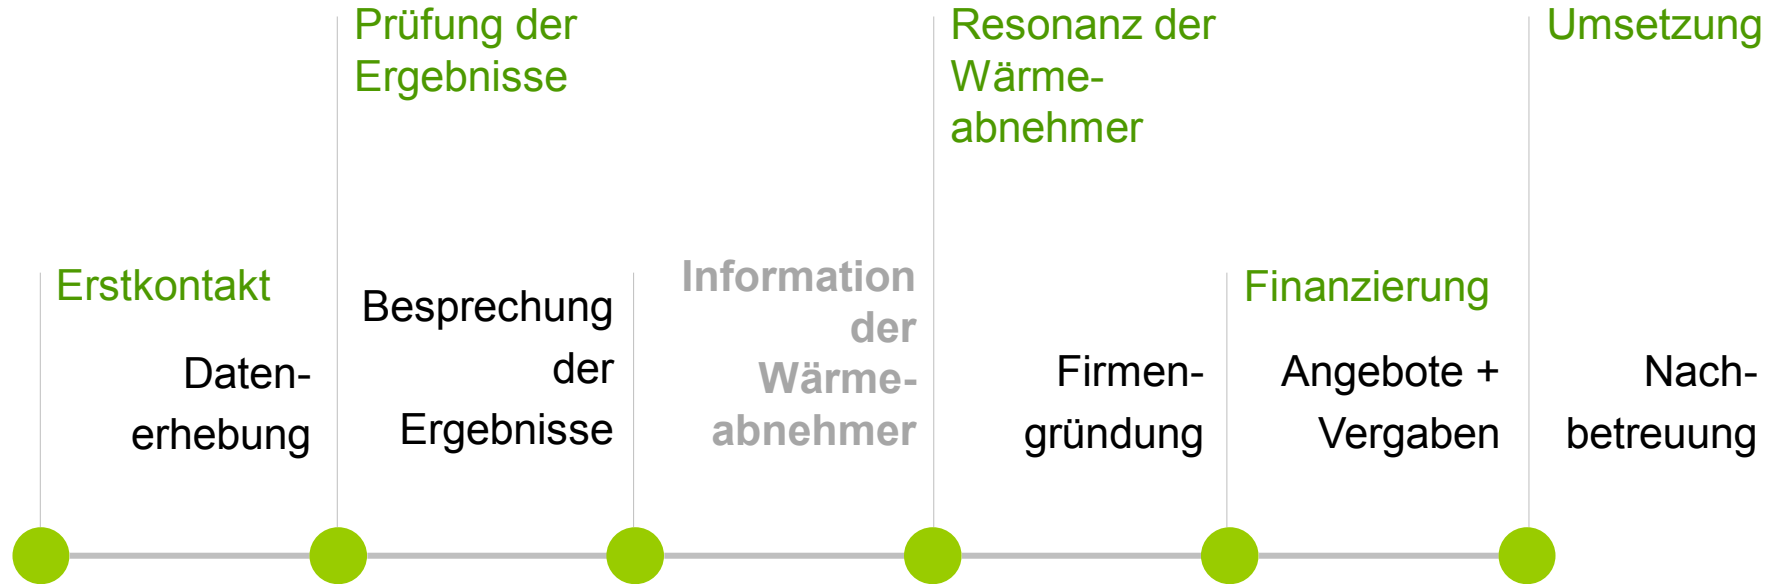 Prüfung der
Ergebnisse
Resonanz der
Wärme-
abnehmer
Umsetzung
Erstkontakt
Daten-
erhebung
Besprechung
der
Ergebnisse
Information
der
Wärme-
abnehmer
Firmen-
gründung
Finanzierung
Angebote +
Vergaben
Nach-
betreuung